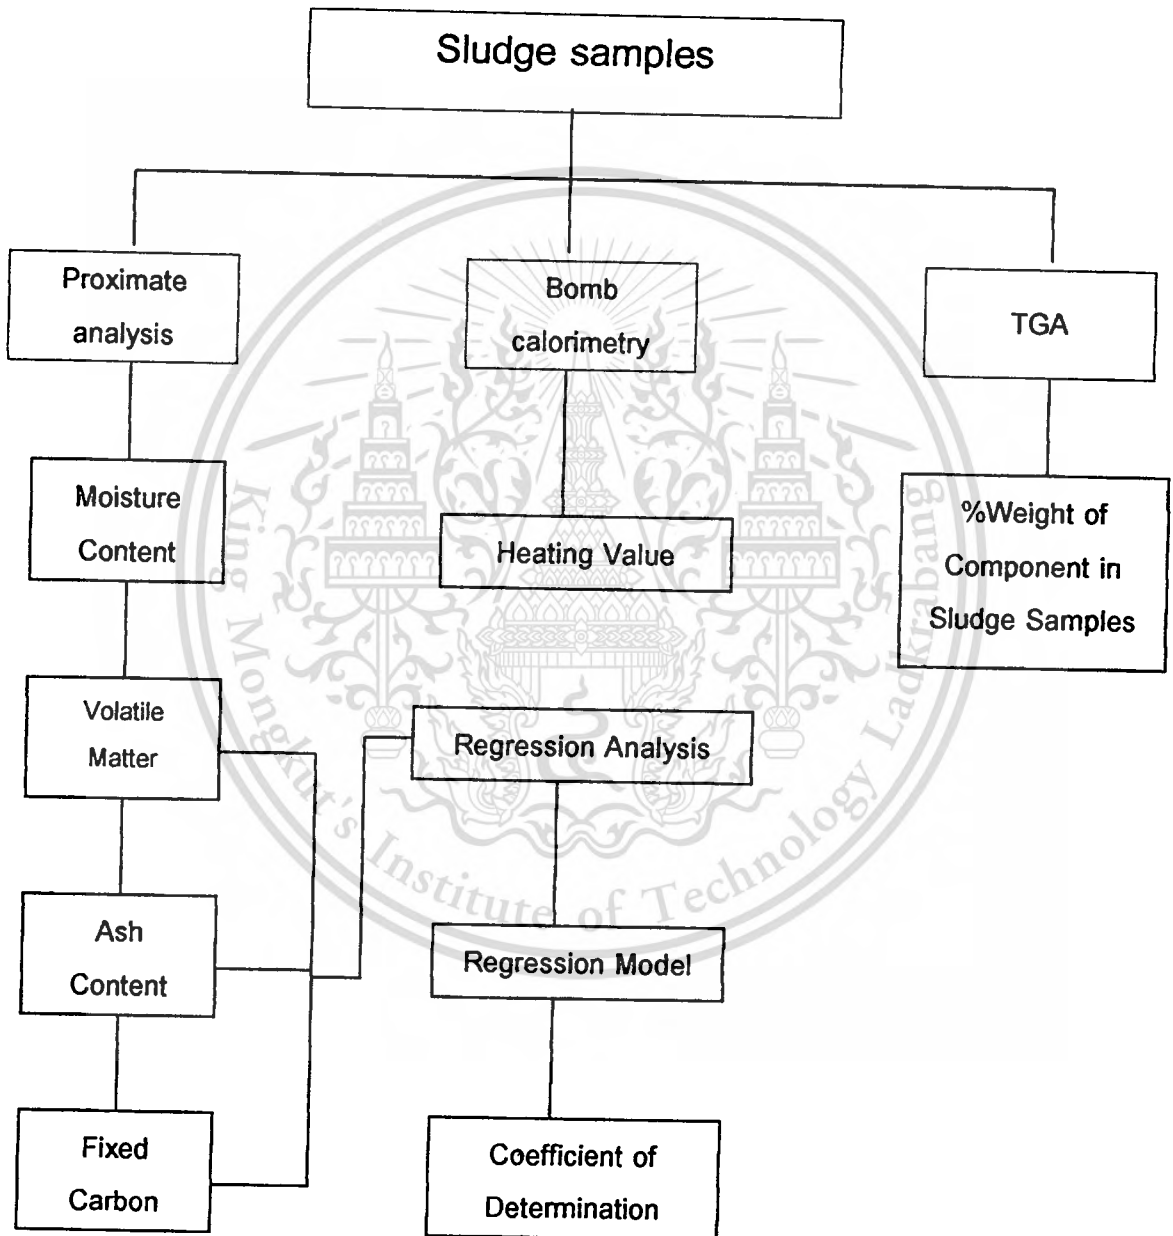 Sludge samples
Proximate
analysis
Bomb
calorimetry
TGA
Moisture
Content
Heating Value
%Weight of
Component in
Sludge Samples
Volatile
Matter
Regression Analysis
Ash
Content
Regression Model
Fixed
Carbon
Coefficient of
Determination
King Mongkut's Institute of Technology Ladkrabang